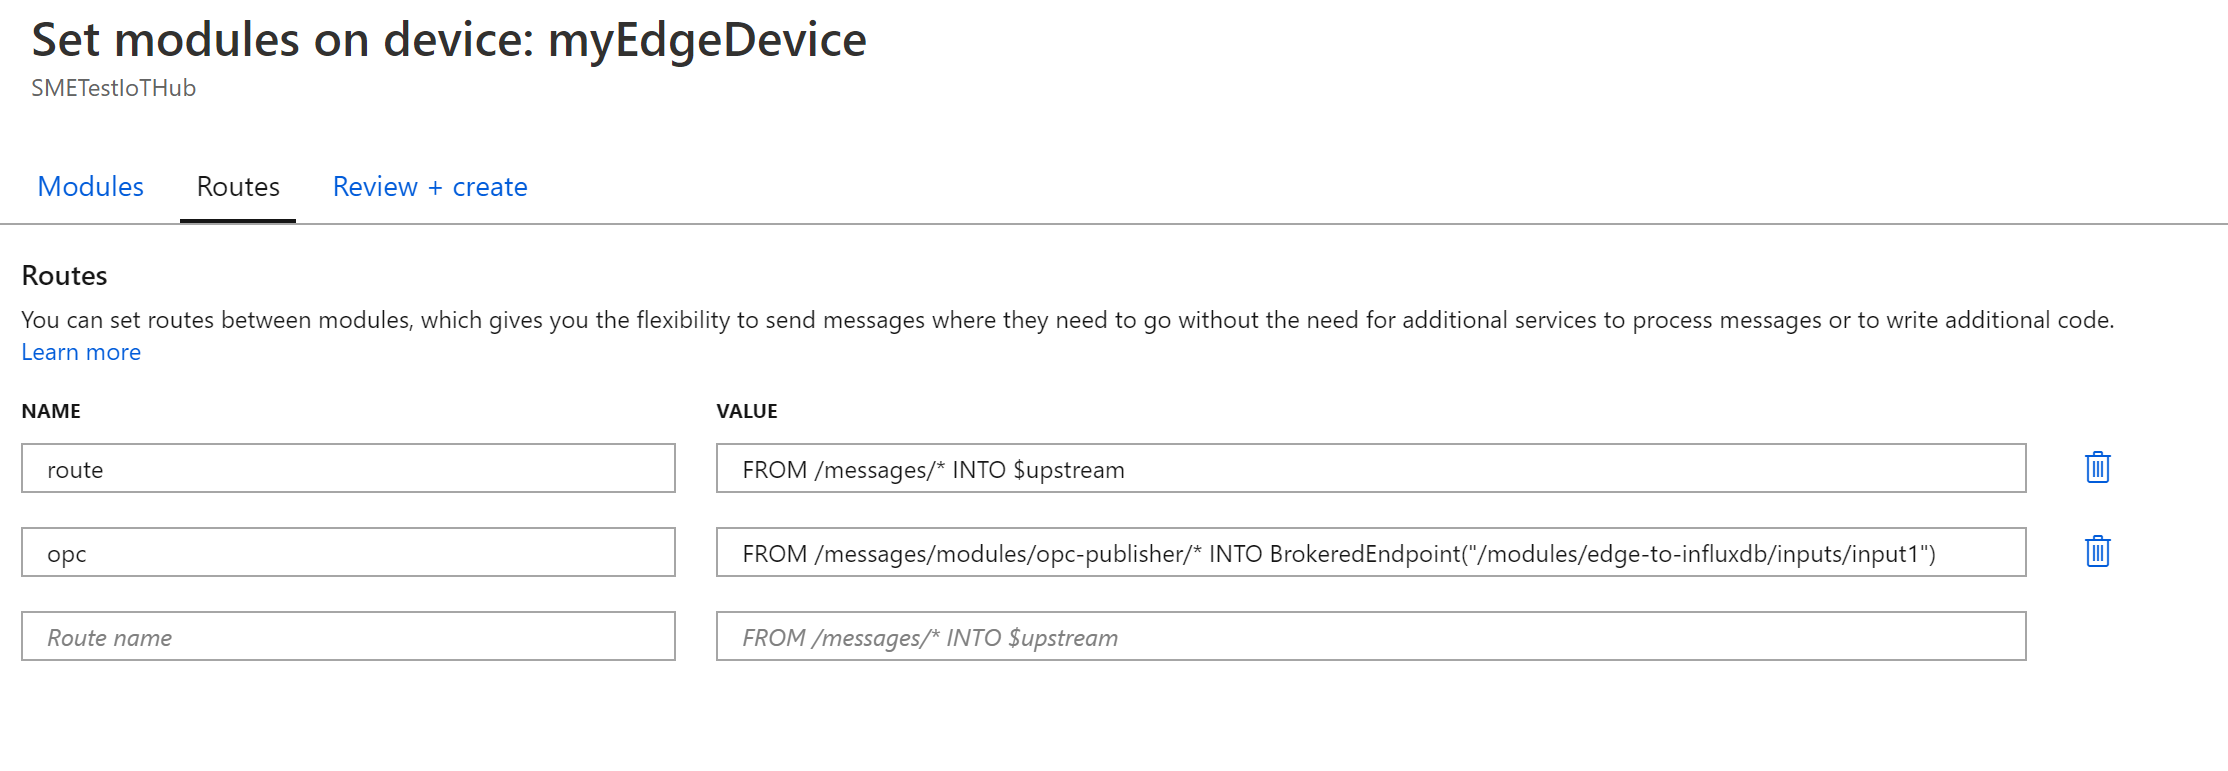 Set modules on device: myEdgeDevice
SMETestIoTHub
Modules Routes Review + create
Routes
You can set routes between modules, which gives you the flexibility to send messages where they need to go without the need for additional services to process messages or to write additional code.
Learn more
NAME VALUE
route FROM /messages/* INTO $upstream
opc FROM /messages/modules/opc-publisher/* INTO BrokeredEndpoint("/modules/edge-to-influxdb/inputs/input1")
Route name FROM /messages/* INTO $upstream